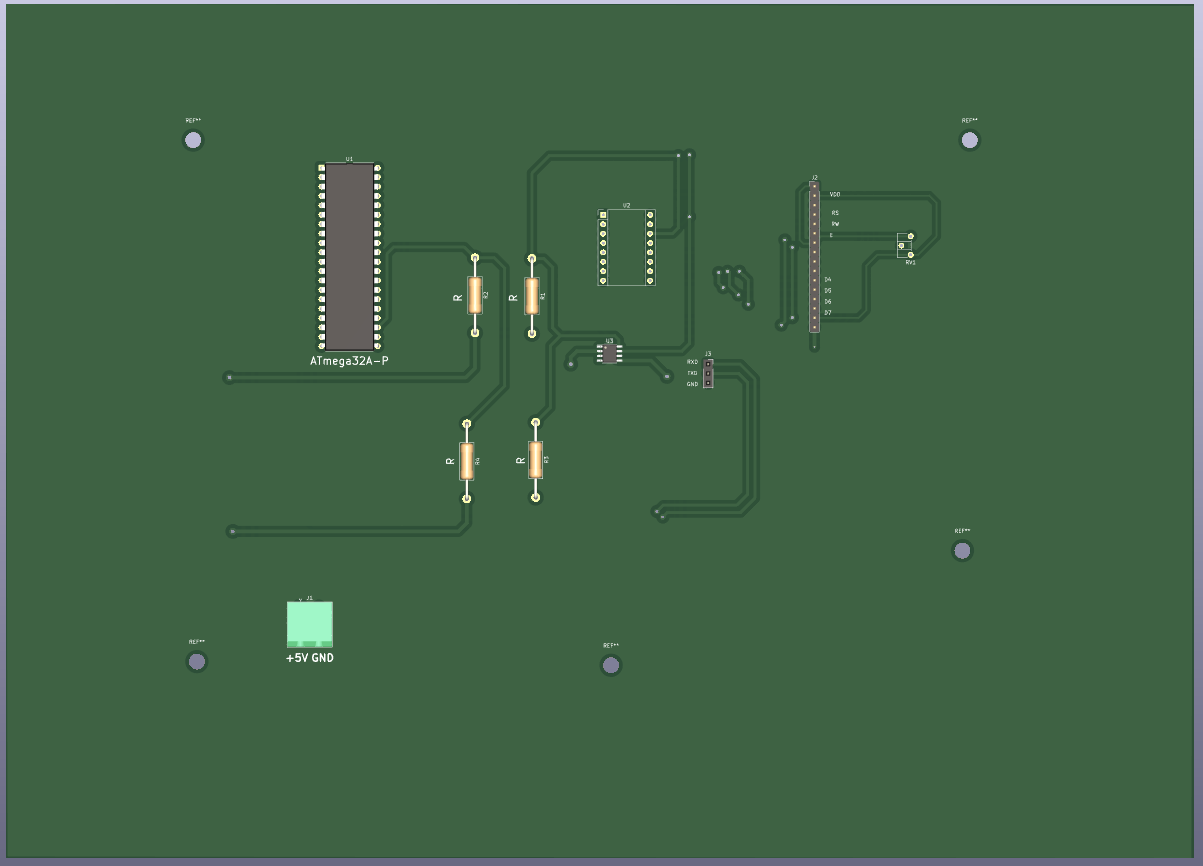 REF**
REF**
U1
J2
VDD
U2
RS
RW
E
RV1
D4
R
R2
R
R1
D5
D6
D7
U3
J3
RXD
ATmega32A-P
TXD
GND
R
R4
R
R3
REF**
J1
REF**
REF**
+5V GND